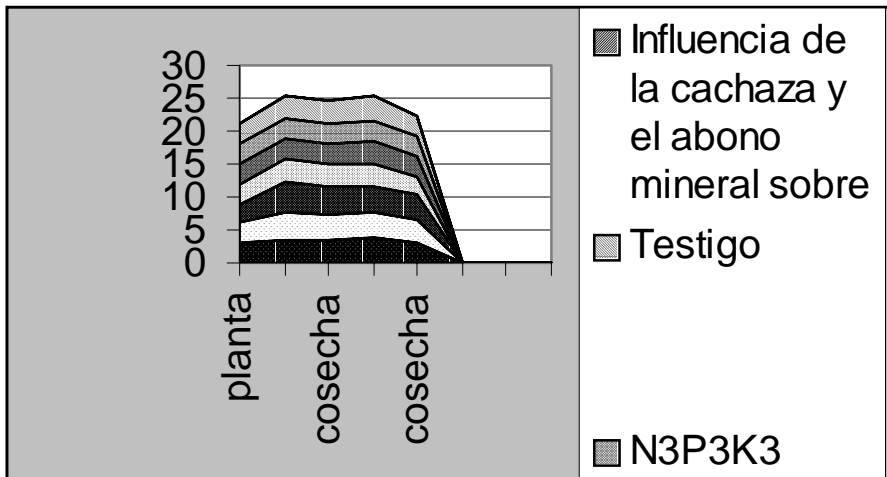 30
25
20
15
10
5
0
planta
cosecha
cosecha
Influencia de
la cachaza y
el abono
mineral sobre
Testigo
N3P3K3